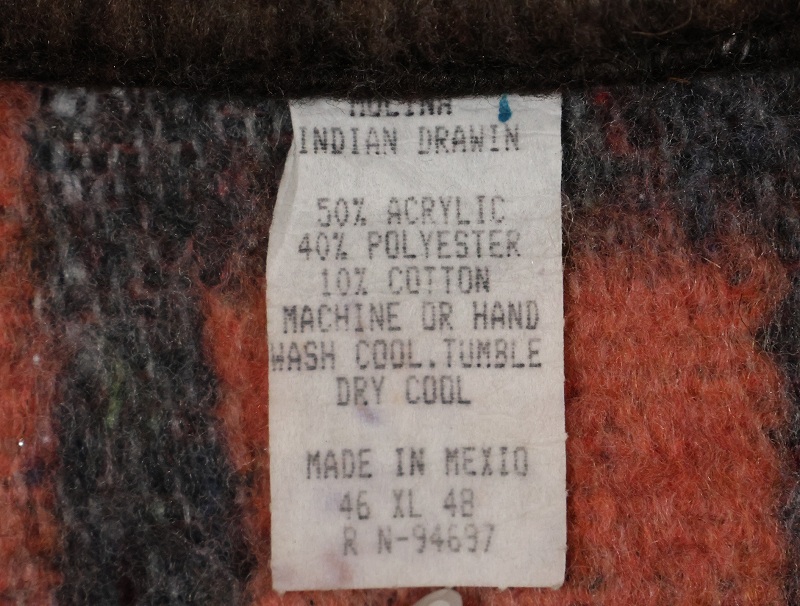 MOLINA
INDIAN DRAWIN
50% ACRYLIC
40% POLYESTER
10% COTTON
MACHINE OR HAND
WASH COOL.TUMBLE
DRY COOL
MADE IN MEXIO
46 XL 48
R N-94697